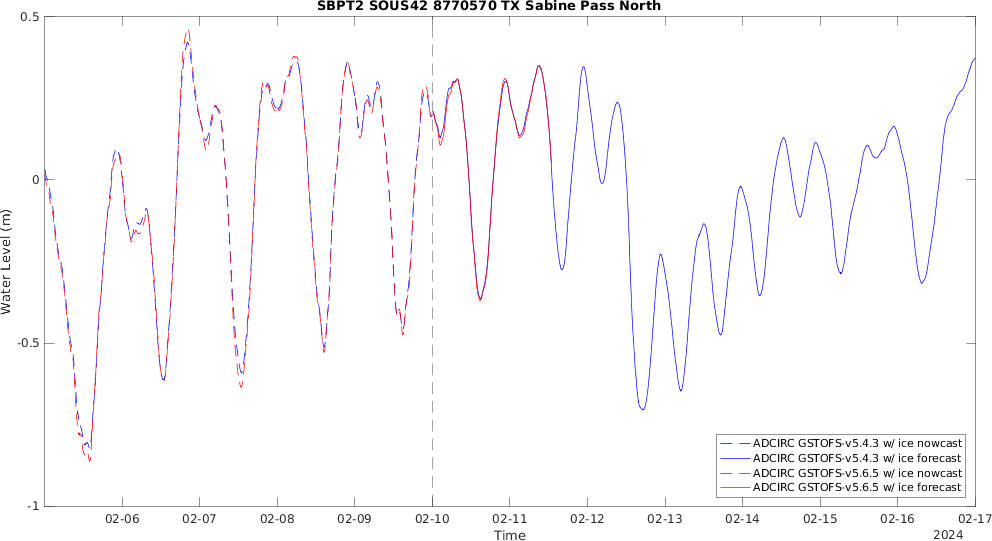 SBPT2 SOUS42 8770570 TX Sabine Pass North
0.5
0
-0.5
-1
Water Level (m)
02-06 02-07 02-08 02-09 02-10 02-11 02-12 02-13 02-14 02-15 02-16 02-17
Time
2024
ADCIRC GSTOFS-v5.4.3 w/ ice nowcast
ADCIRC GSTOFS-v5.4.3 w/ ice forecast
ADCIRC GSTOFS-v5.6.5 w/ ice nowcast
ADCIRC GSTOFS-v5.6.5 w/ ice forecast